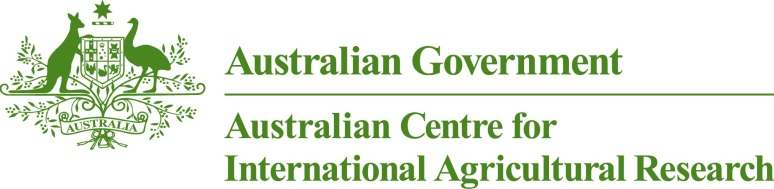 Australian Government
Australian Centre for
International Agricultural Research
AUSTRALIA